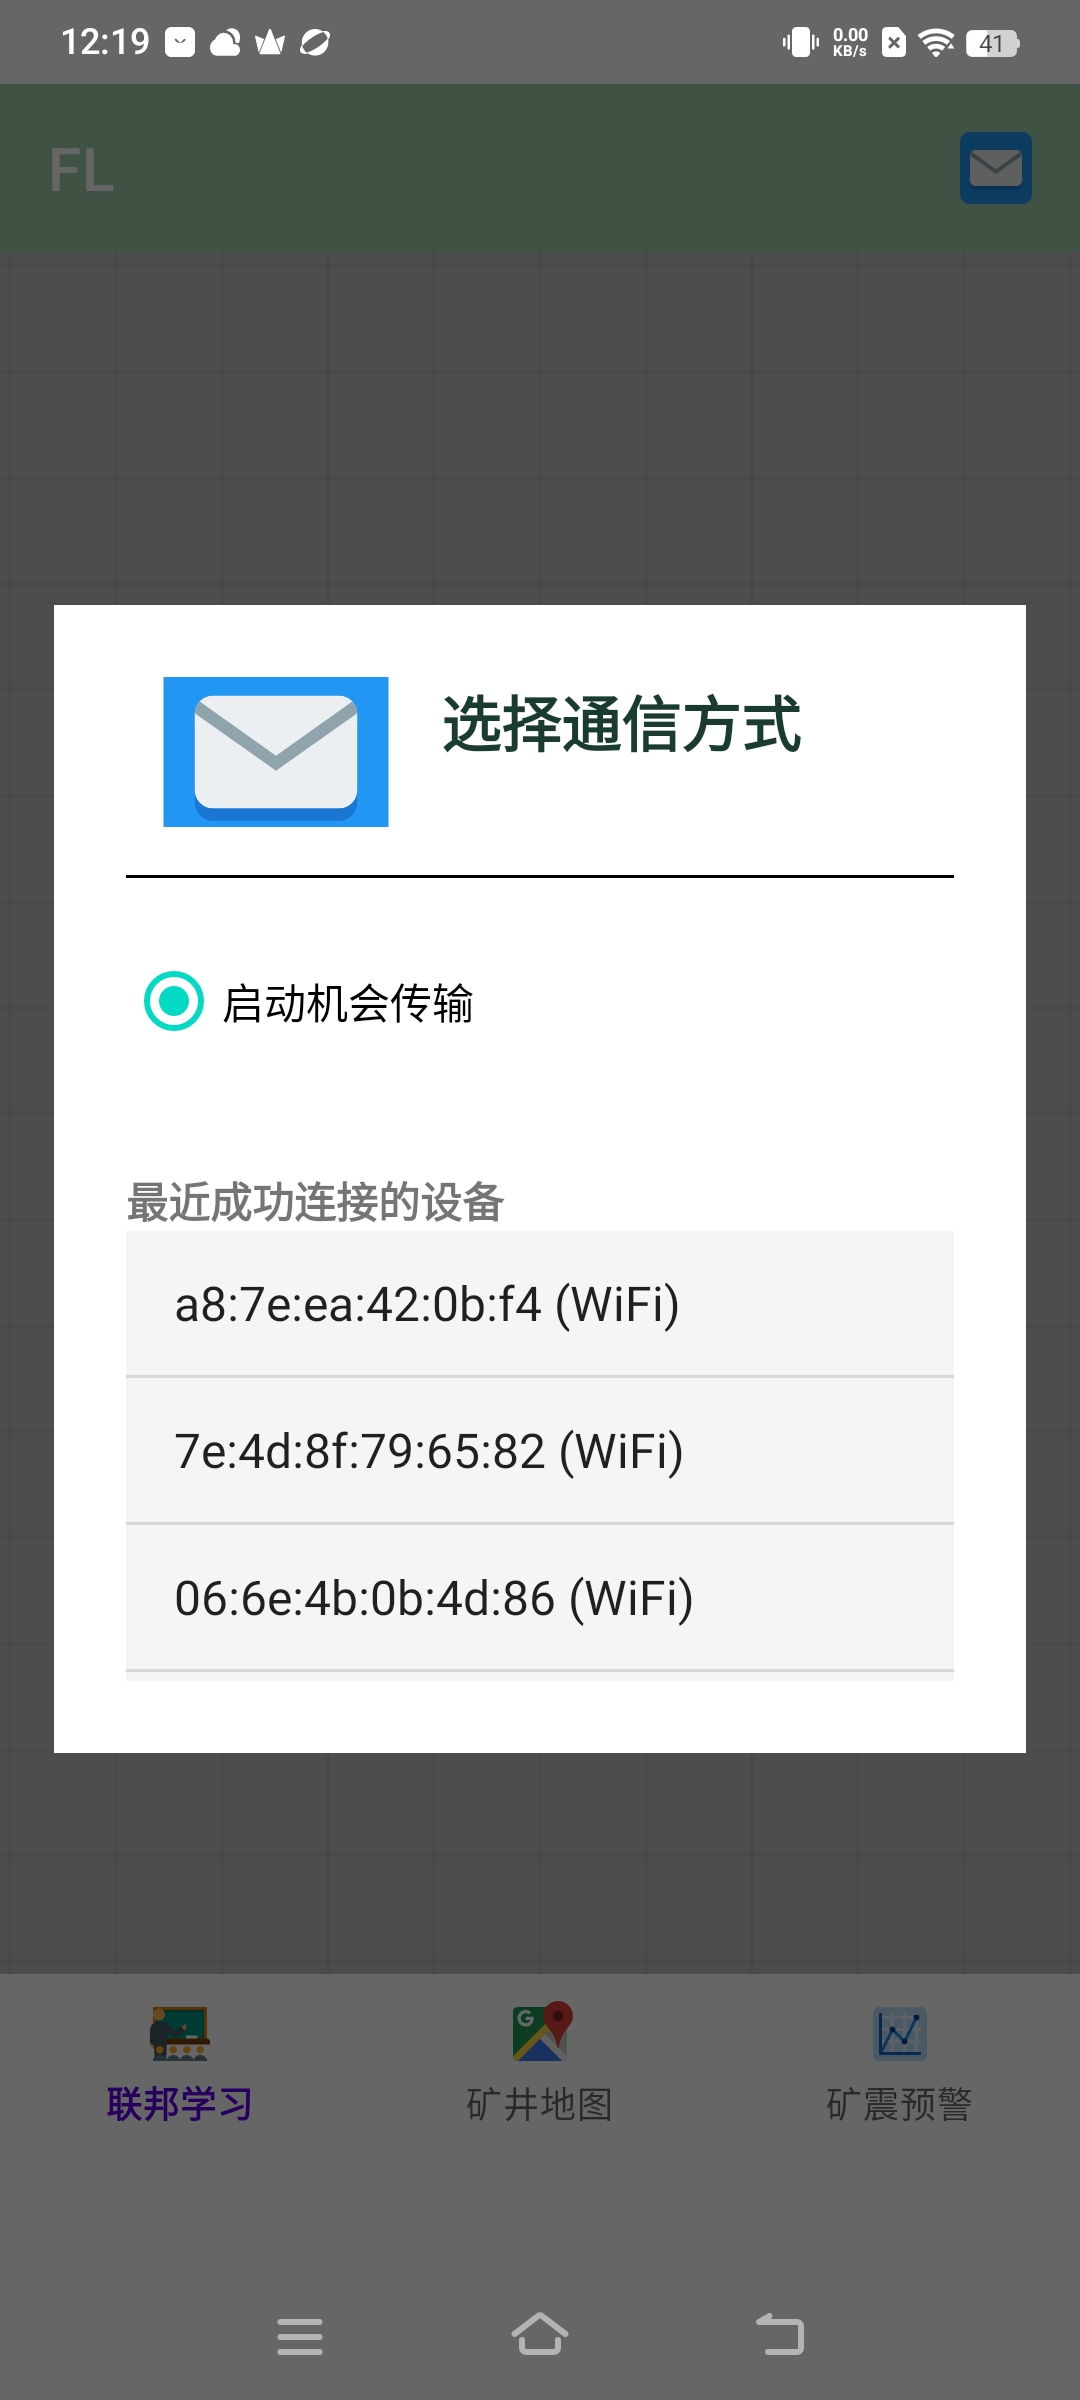 12:19
0.00
KB/s
41
FL
选择通信方式
启动机会传输
最近成功连接的设备
a8:7e:ea:42:0b:f4 (WiFi)
7e:4d:8f:79:65:82 (WiFi)
06:6e:4b:0b:4d:86 (WiFi)
G
联邦学习
矿井地图
矿震预警